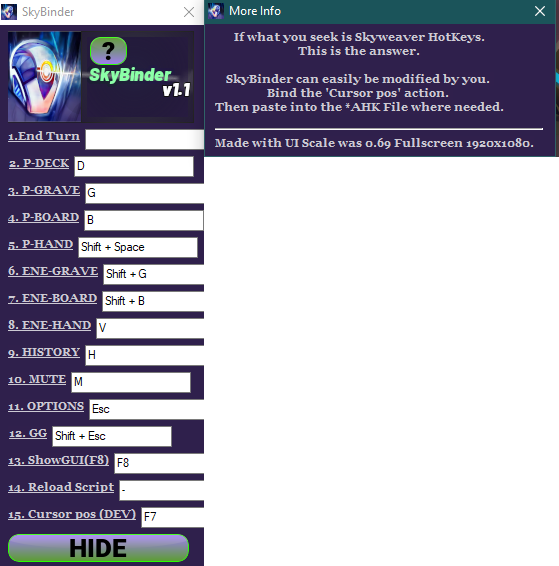 SkyBinder
?
SkyBinder
v1.1
1.End Turn
2. P-DECK D
3. P-GRAVE G
4. P-BOARD B
5. P-HAND Shift + Space
6. ENE-GRAVE Shift + G
7. ENE-BOARD Shift + B
8. ENE-HAND V
9. HISTORY H
10. MUTE M
11. OPTIONS Esc
12. GG Shift + Esc
13. ShowGUI(F8) F8
14. Reload Script -
15. Cursor pos (DEV) F7
HIDE
More Info
If what you seek is Skyweaver HotKeys.
This is the answer.
SkyBinder can easily be modified by you.
Bind the 'Cursor pos' action.
Then paste into the *AHK File where needed.
Made with UI Scale was 0.69 Fullscreen 1920x1080.